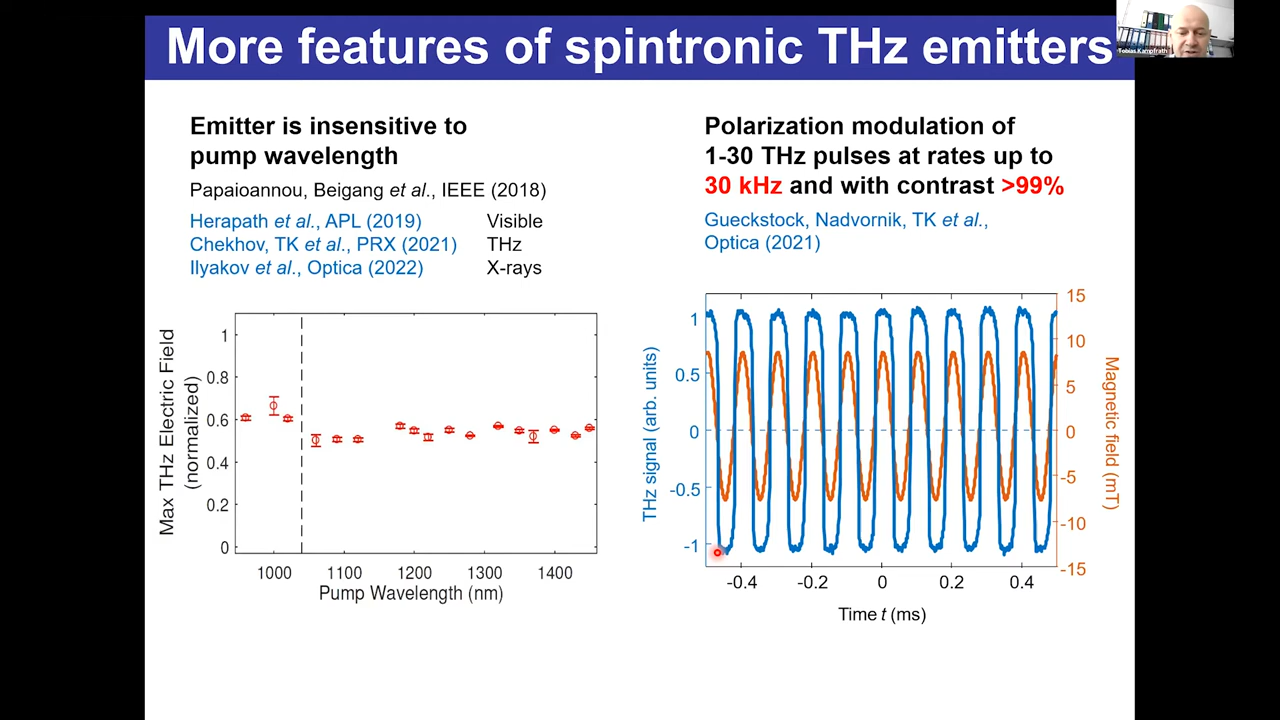 More features of spintronic THz emitters
Tobias Kampfrath
Emitter is insensitive to
pump wavelength
Papaioannou, Beigang et al., IEEE (2018)
Herapath et al., APL (2019) Visible
Chekhov, TK et al., PRX (2021) THz
Ilyakov et al., Optica (2022) X-rays
Max THz Electric Field
(normalized)
1
0.8
0.6
0.4
0.2
0
1000 1100 1200 1300 1400
Pump Wavelength (nm)
Polarization modulation of
1-30 THz pulses at rates up to
30 kHz and with contrast >99%
Gueckstock, Nadvornik, TK et al.,
Optica (2021)
THz signal (arb. units)
1
0.5
0
-0.5
-1
15
10
5
0
-5
-10
-15
Magnetic field (mT)
-0.4 -0.2 0 0.2 0.4
Time t (ms)